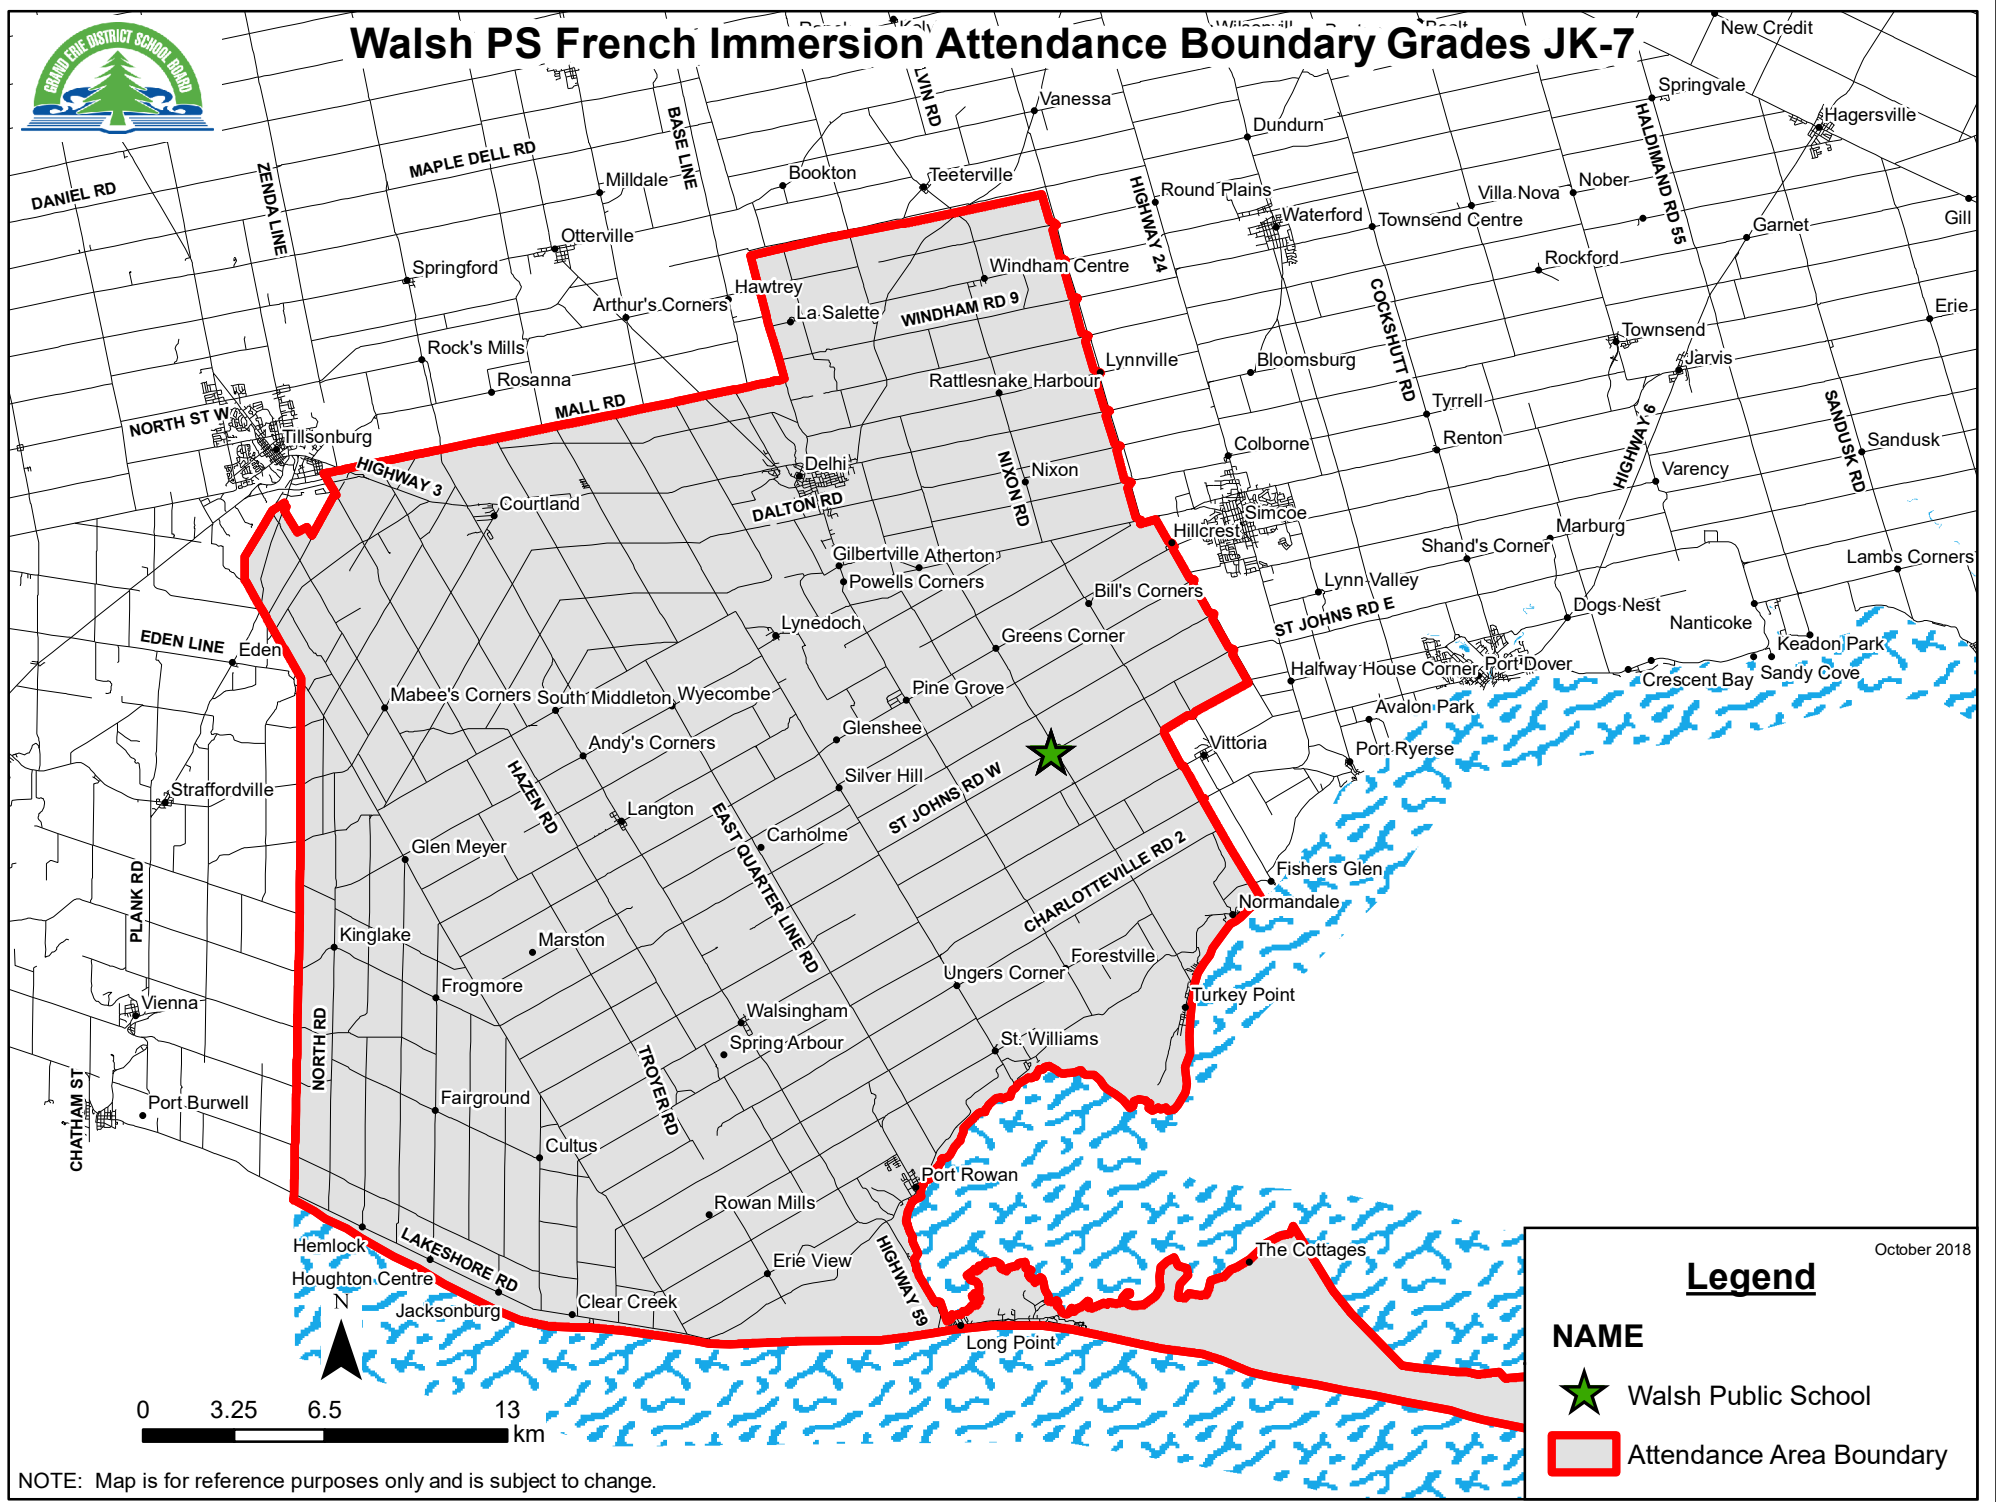 Walsh PS French Immersion Attendance Boundary Grades JK-7
GRAND ERIE DISTRICT SCHOOL BOARD
New Credit
Vanessa
Springvale
Hagersville
Dundurn
BASE LINE
HALDIMAND RD 55
MAPLE DELL RD
ZENDA LINE
DANIEL RD
Milldale
Bookton
Teeterville
HIGHWAY 24
Round Plains
Villa Nova
Nober
Waterford
Townsend Centre
Garnet
Gill
Otterville
Springford
Windham Centre
Rockford
Hawtrey
Arthur's Corners
La Salette
WINDHAM RD 9
COCKSHUTT RD
Erie
Townsend
Rock's Mills
Lynnville
Bloomsburg
Jarvis
Rosanna
Rattlesnake Harbour
MALL RD
Tyrrell
HIGHWAY 6
SANDUSK RD
NORTH ST W
Tillsonburg
Colborne
Renton
Sandusk
HIGHWAY 3
Delhi
NIXON RD
Nixon
Varency
Courtland
DALTON RD
Simcoe
Hillcrest
Marburg
Shand's Corner
Gilbertville
Atherton
Lambs Corners
Powells Corners
Bill's Corners
Lynn Valley
ST JOHNS RD E
Dogs Nest
Nanticoke
Lynedoch
Greens Corner
EDEN LINE
Eden
Keadon Park
Halfway House Corner
Port Dover
Crescent Bay
Sandy Cove
Mabee's Corners
South Middleton
Wyecombe
Pine Grove
Avalon Park
Glenshee
Andy's Corners
Vittoria
Port Ryerse
HAZEN RD
Silver Hill
ST JOHNS RD W
Straffordville
Langton
EAST QUARTER LINE RD
Carholme
Glen Meyer
CHARLOTTEVILLE RD 2
Fishers Glen
Normandale
PLANK RD
Kinglake
Marston
Forestville
Frogmore
Ungers Corner
Turkey Point
Vienna
Walsingham
NORTH RD
Spring Arbour
St. Williams
TROYER RD
CHATHAM ST
Port Burwell
Fairground
Cultus
Port Rowan
Rowan Mills
Hemlock
LAKESHORE RD
The Cottages
Erie View
HIGHWAY 59
Houghton Centre
Jacksonburg
Clear Creek
Long Point
N
0 3.25 6.5 13
km
NOTE: Map is for reference purposes only and is subject to change.
October 2018
Legend
NAME
Walsh Public School
Attendance Area Boundary